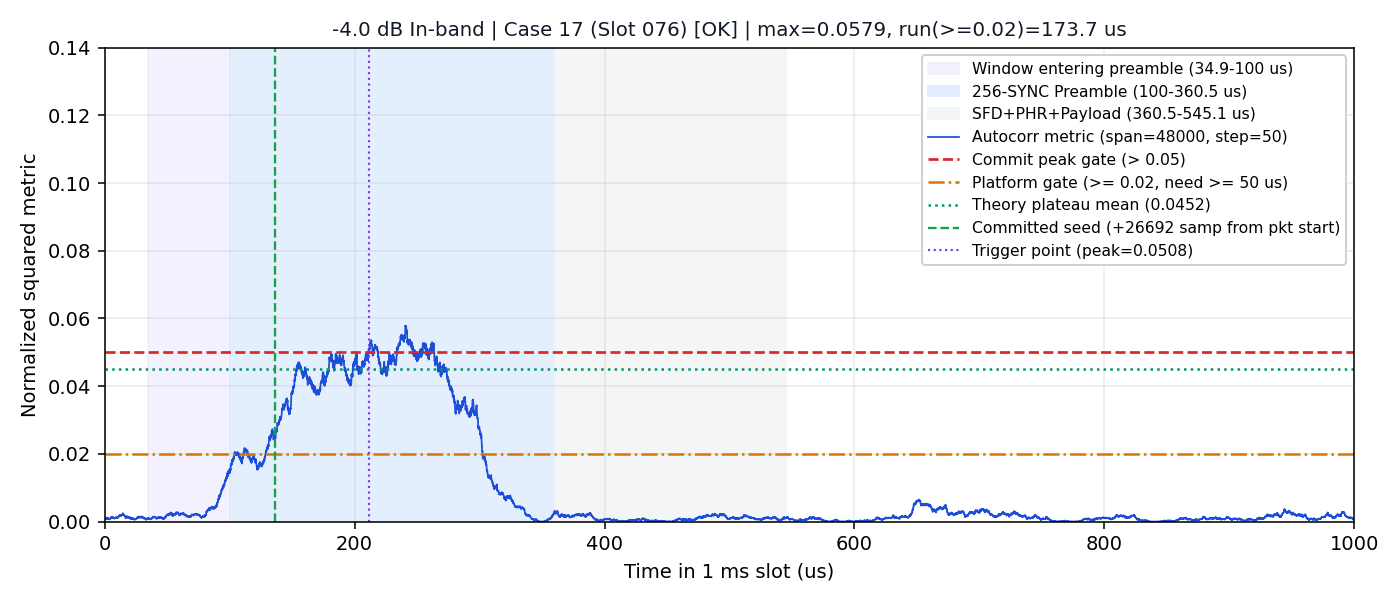 -4.0 dB In-band | Case 17 (Slot 076) [OK] | max=0.0579, run(>=0.02)=173.7 us
Normalized squared metric
0.14
0.12
0.10
0.08
0.06
0.04
0.02
0.00
Window entering preamble (34.9-100 us)
256-SYNC Preamble (100-360.5 us)
SFD+PHR+Payload (360.5-545.1 us)
Autocorr metric (span=48000, step=50)
Commit peak gate (> 0.05)
Platform gate (>= 0.02, need >= 50 us)
Theory plateau mean (0.0452)
Committed seed (+26692 samp from pkt start)
Trigger point (peak=0.0508)
0 200 400 600 800 1000
Time in 1 ms slot (us)